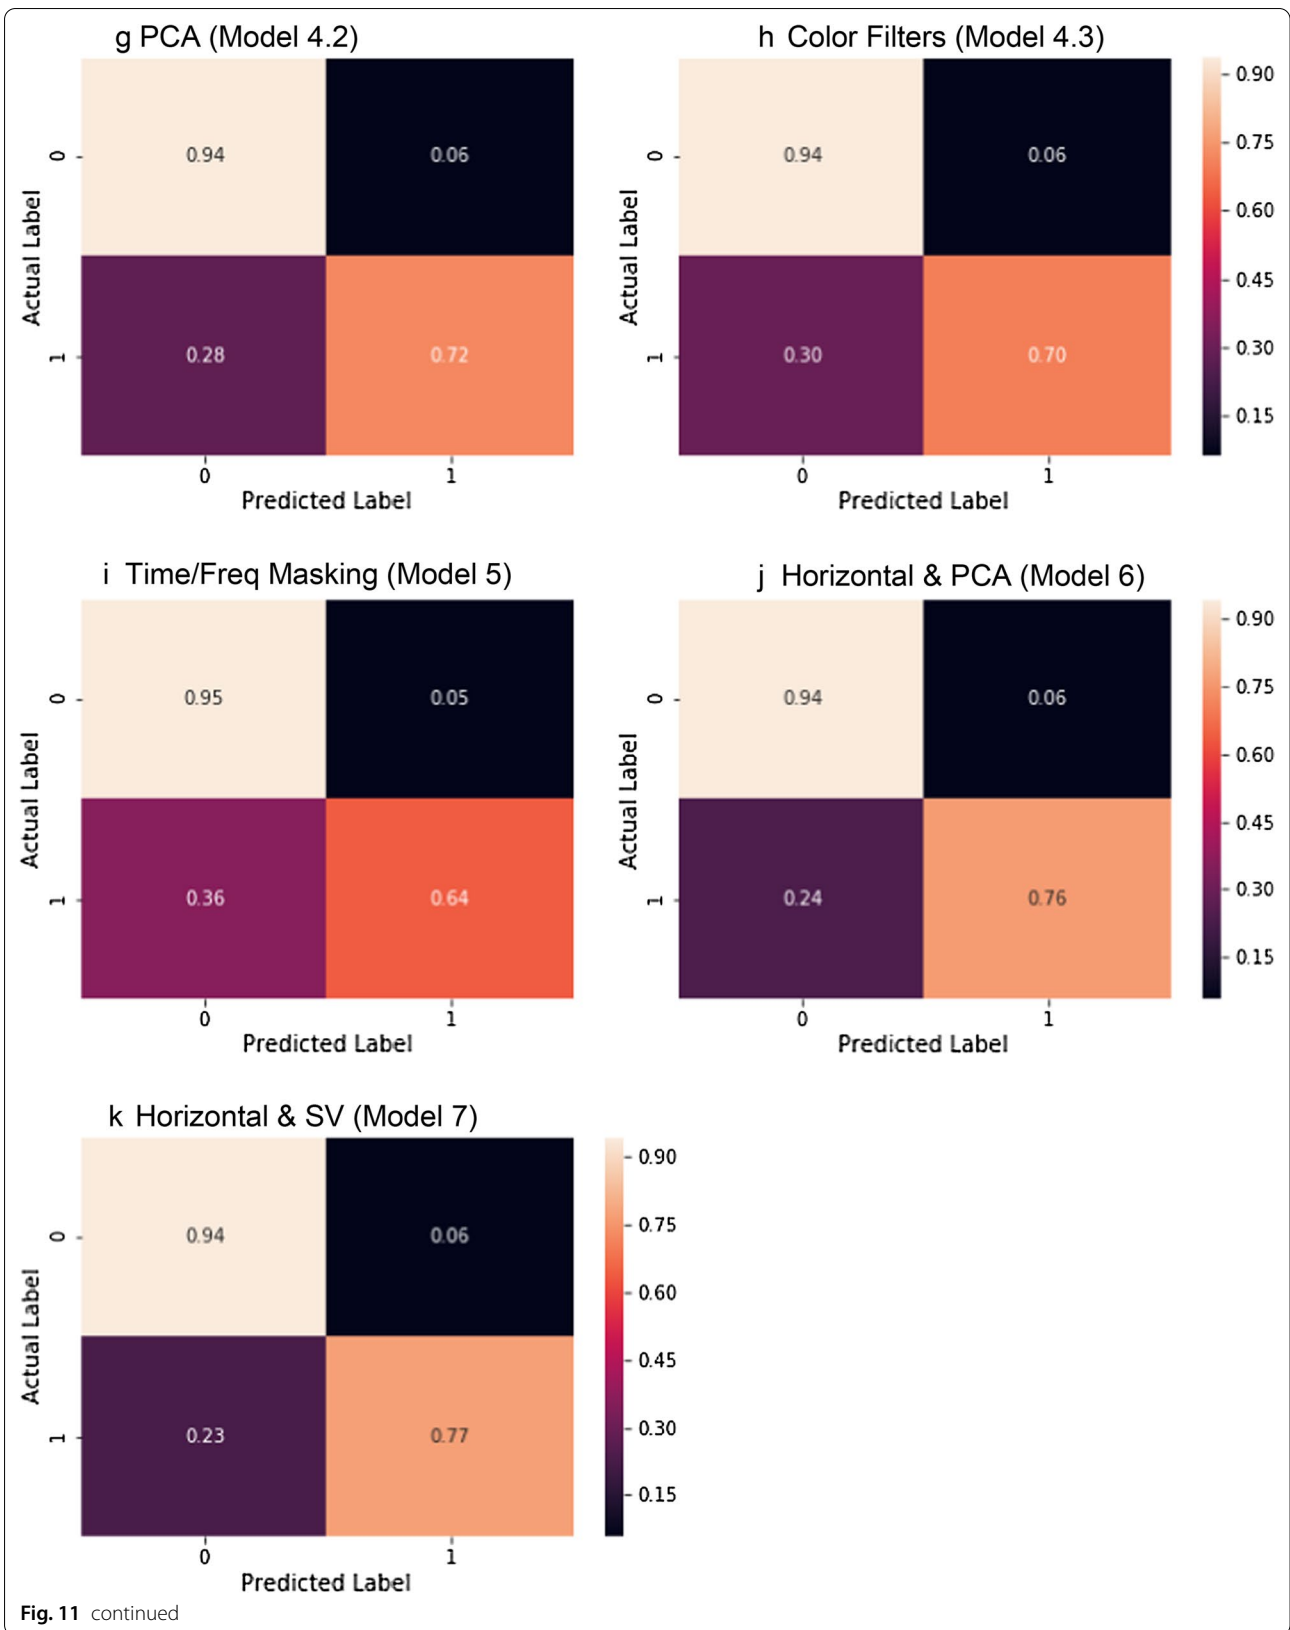 g PCA (Model 4.2)
0.94 0.06
0.28 0.72
0
1
Actual Label
0 1
Predicted Label
h Color Filters (Model 4.3)
0.94 0.06
0.30 0.70
0
1
Actual Label
0 1
Predicted Label
0.90
0.75
0.60
0.45
0.30
0.15
i Time/Freq Masking (Model 5)
0.95 0.05
0.36 0.64
0
1
Actual Label
0 1
Predicted Label
j Horizontal & PCA (Model 6)
0.94 0.06
0.24 0.76
0
1
Actual Label
0 1
Predicted Label
0.90
0.75
0.60
0.45
0.30
0.15
k Horizontal & SV (Model 7)
0.94 0.06
0.23 0.77
0
1
Actual Label
0 1
Predicted Label
0.90
0.75
0.60
0.45
0.30
0.15
Fig. 11 continued